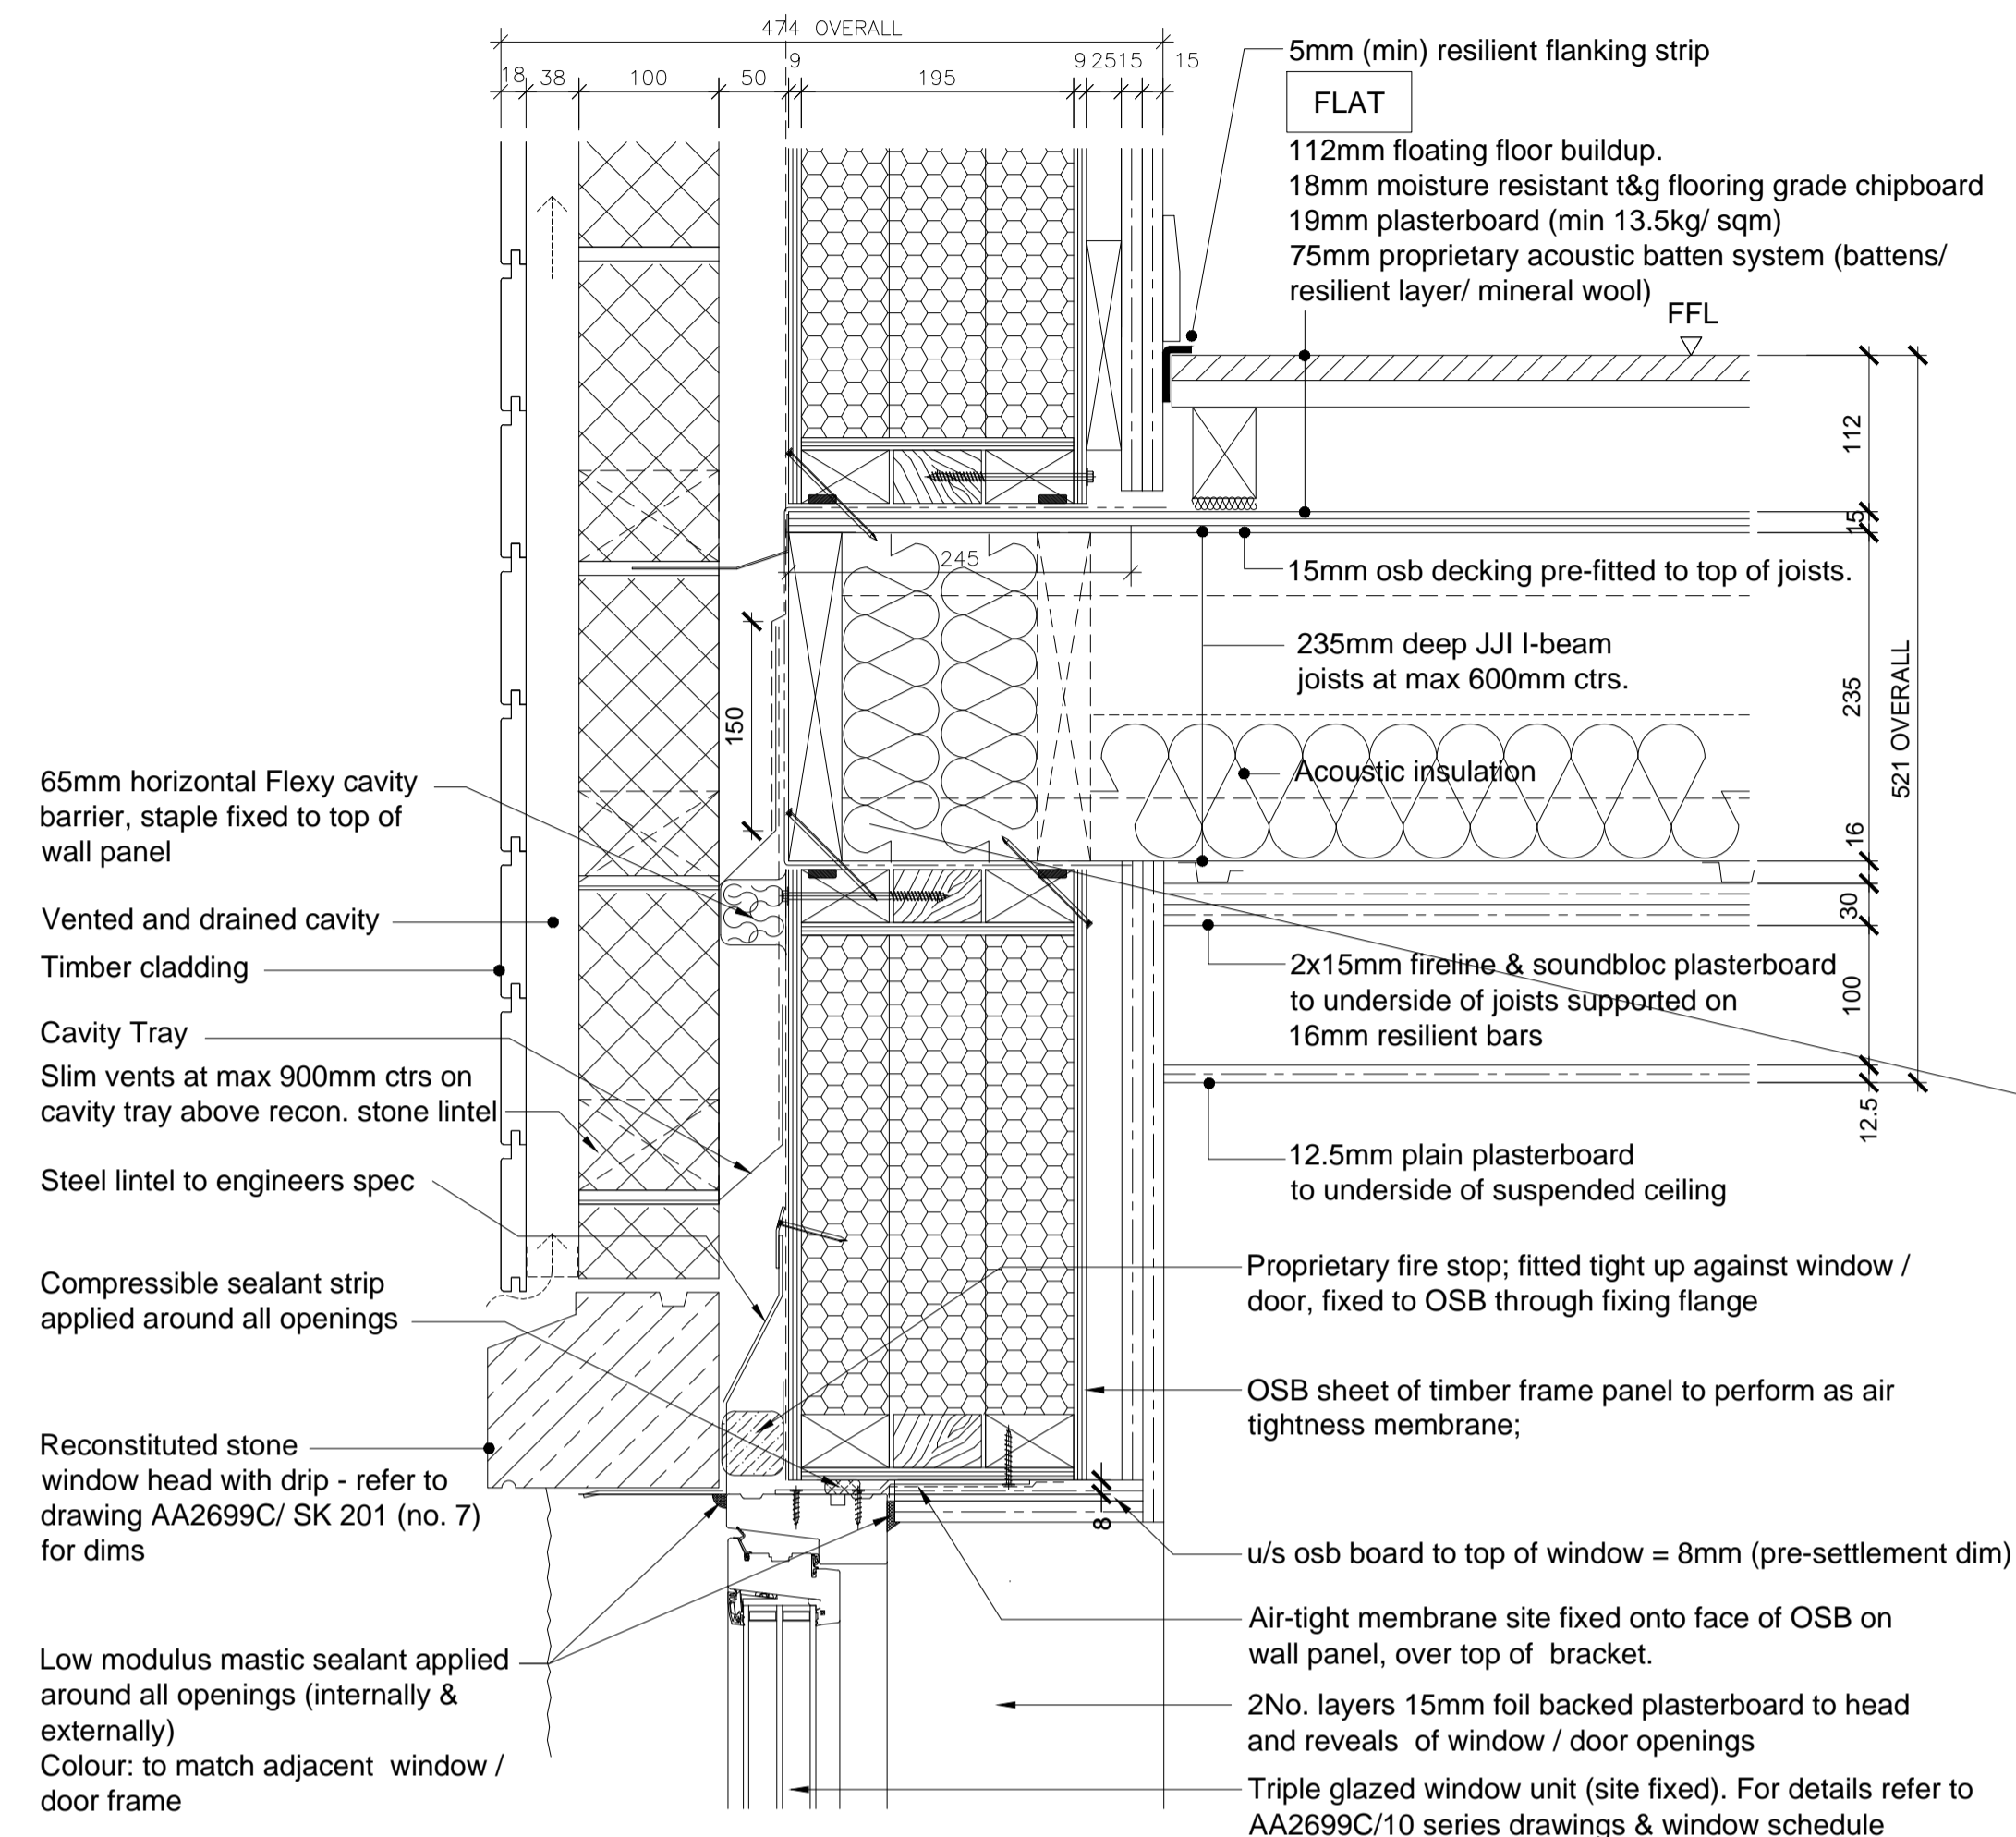 474 OVERALL
18 38 100 50 9 195 9 25 15 15
5mm (min) resilient flanking strip
FLAT
112mm floating floor buildup.
18mm moisture resistant t&g flooring grade chipboard
19mm plasterboard (min 13.5kg/ sqm)
75mm proprietary acoustic batten system (battens/
resilient layer/ mineral wool)
FFL
112
15
245
15mm osb decking pre-fitted to top of joists.
235mm deep JJI I-beam
joists at max 600mm ctrs.
235
521 OVERALL
150
Acoustic insulation
16
30
100
12.5
2x15mm fireline & soundbloc plasterboard
to underside of joists supported on
16mm resilient bars
12.5mm plain plasterboard
to underside of suspended ceiling
65mm horizontal Flexy cavity
barrier, staple fixed to top of
wall panel
Vented and drained cavity
Timber cladding
Cavity Tray
Slim vents at max 900mm ctrs on
cavity tray above recon. stone lintel
Steel lintel to engineers spec
Compressible sealant strip
applied around all openings
Reconstituted stone
window head with drip - refer to
drawing AA2699C/ SK 201 (no. 7)
for dims
Low modulus mastic sealant applied
around all openings (internally &
externally)
Colour: to match adjacent window /
door frame
Proprietary fire stop; fitted tight up against window /
door, fixed to OSB through fixing flange
OSB sheet of timber frame panel to perform as air
tightness membrane;
8
u/s osb board to top of window = 8mm (pre-settlement dim)
Air-tight membrane site fixed onto face of OSB on
wall panel, over top of bracket.
2No. layers 15mm foil backed plasterboard to head
and reveals of window / door openings
Triple glazed window unit (site fixed). For details refer to
AA2699C/10 series drawings & window schedule